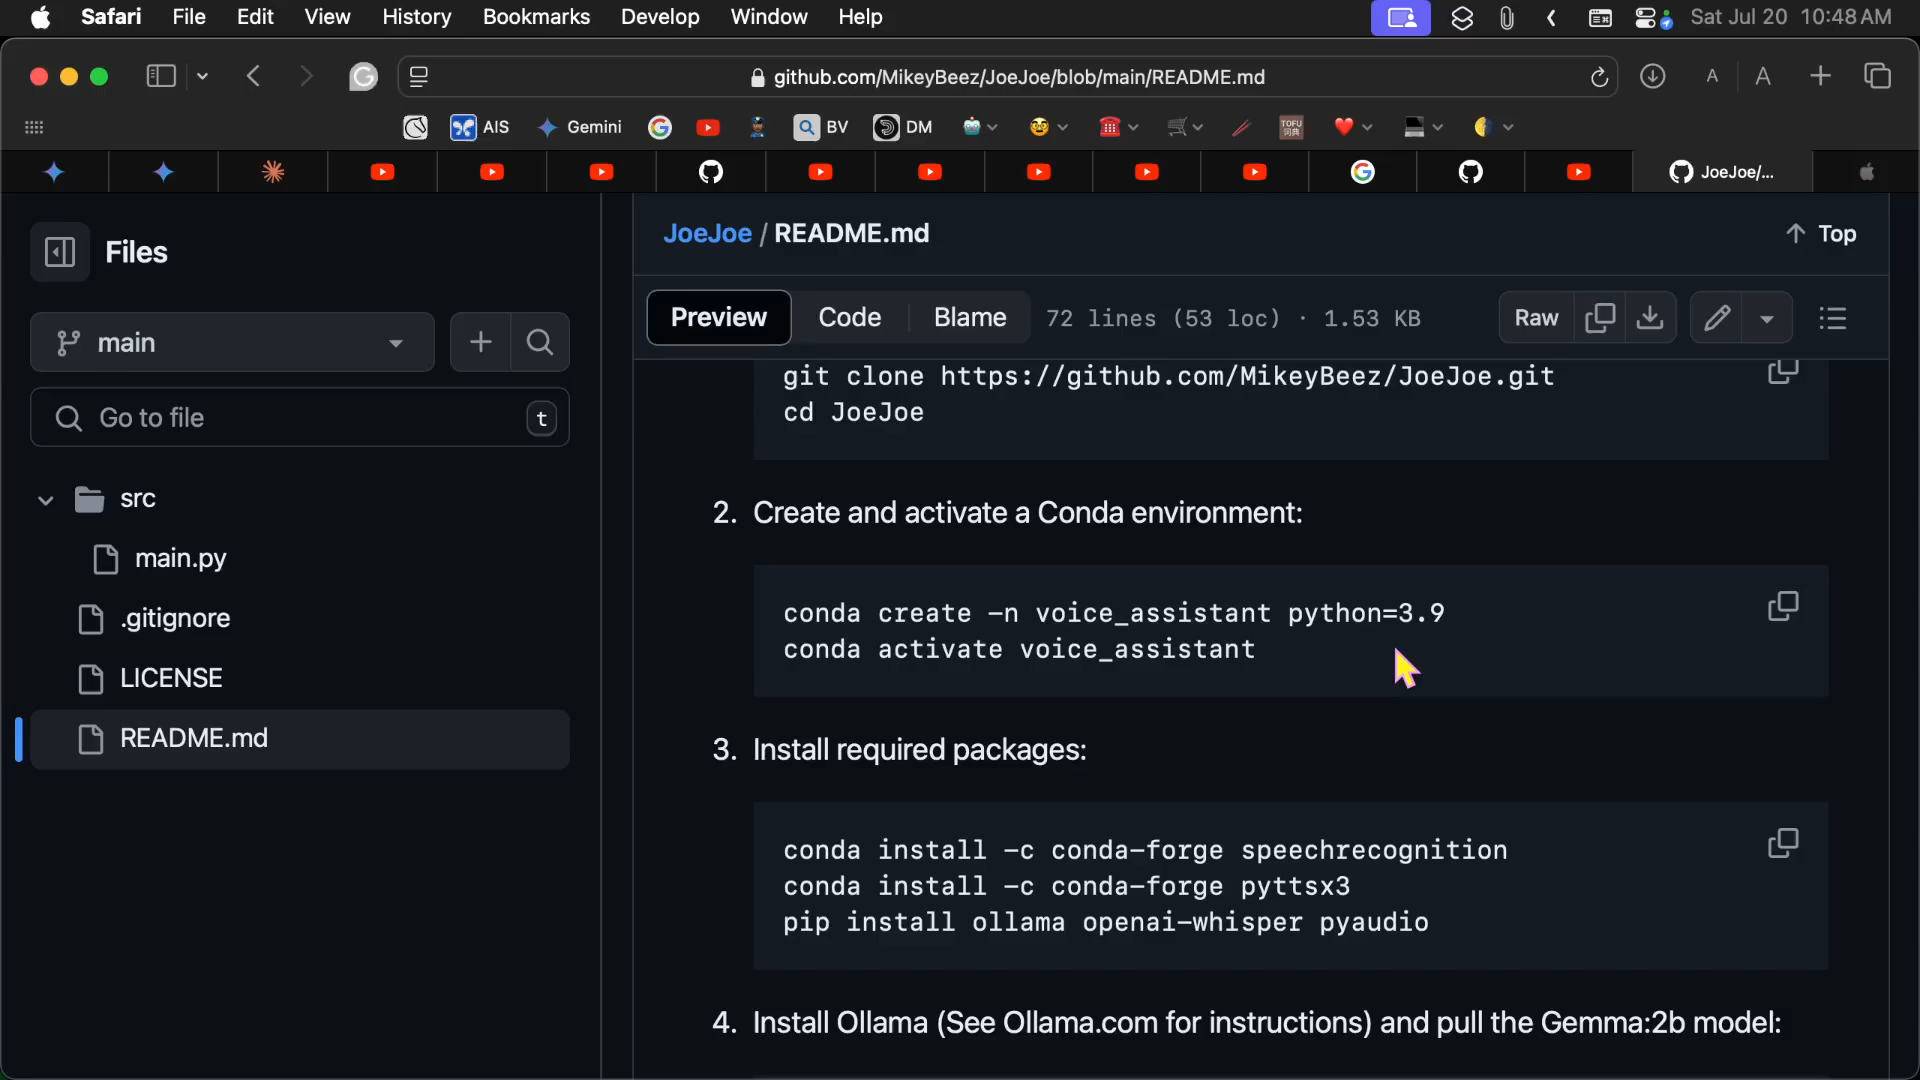 Safari File Edit View History Bookmarks Develop Window Help Sat Jul 20 10:48 AM
github.com/MikeyBeez/JoeJoe/blob/main/README.md A A
AIS Gemini BV DM TOFU
JoeJoe/...
Files
main
Go to file t
src
main.py
.gitignore
LICENSE
README.md
JoeJoe / README.md Top
Preview Code Blame 72 lines (53 loc) · 1.53 KB Raw
git clone https://github.com/MikeyBeez/JoeJoe.git
cd JoeJoe
2. Create and activate a Conda environment:
conda create -n voice_assistant python=3.9
conda activate voice_assistant
3. Install required packages:
conda install -c conda-forge speechrecognition
conda install -c conda-forge pyttsx3
pip install ollama openai-whisper pyaudio
4. Install Ollama (See Ollama.com for instructions) and pull the Gemma:2b model: